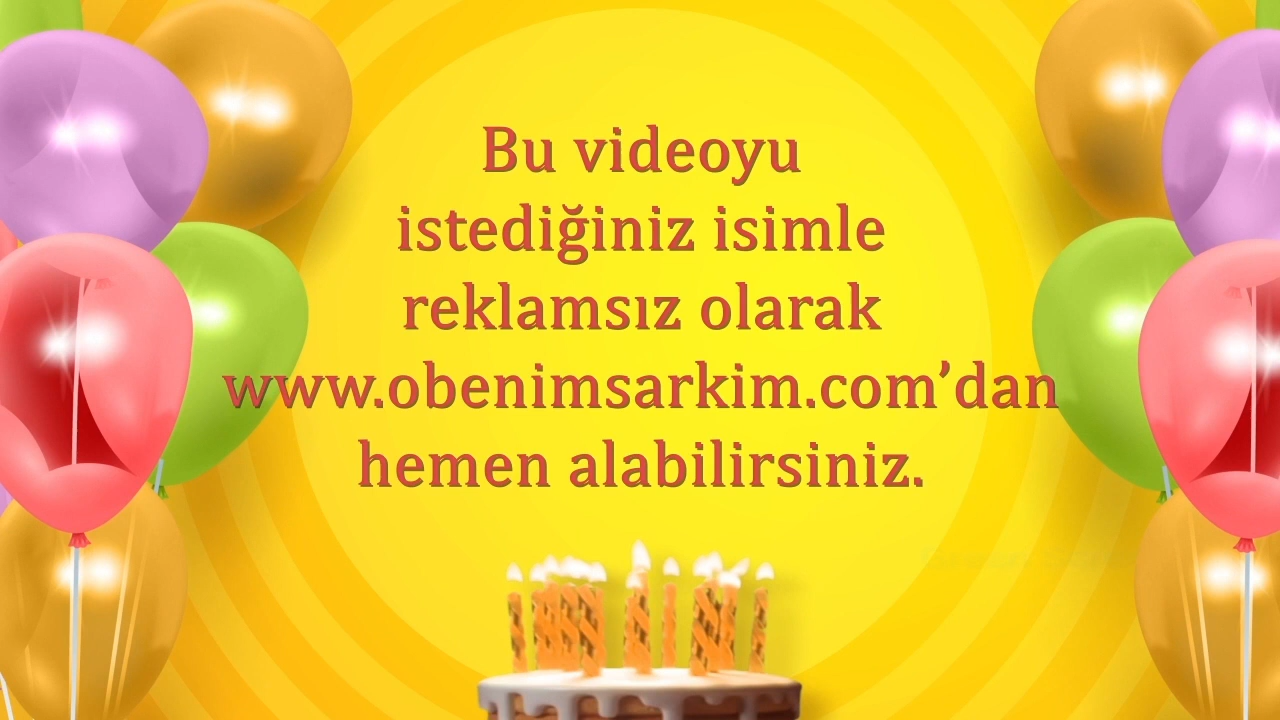 Bu videoyu
istediğiniz isimle
reklamsız olarak
www.obenimsarkim.com’dan
hemen alabilirsiniz.